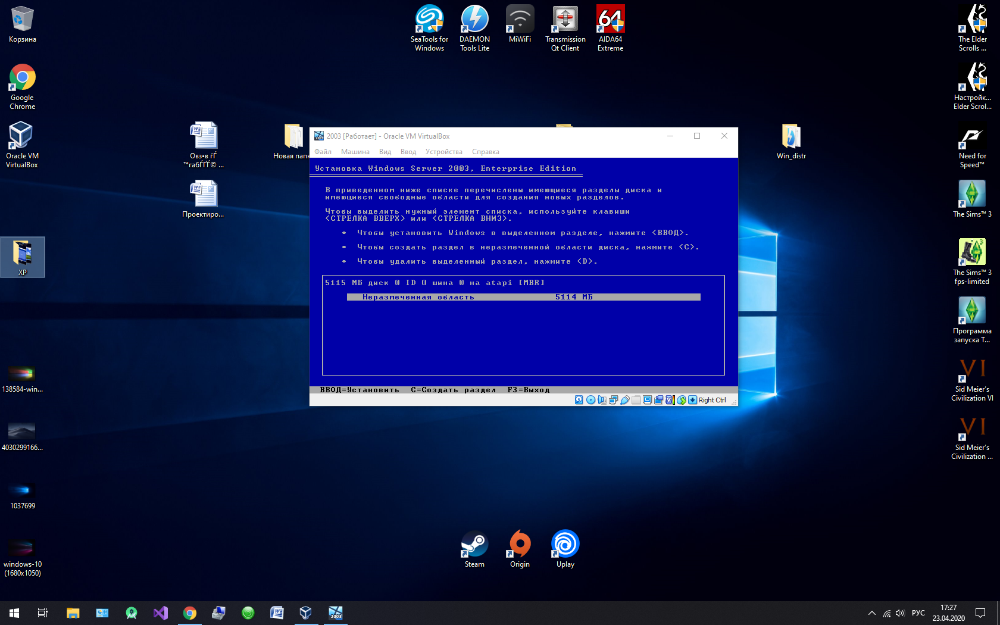 Корзина
Google
Chrome
Oracle VM
VirtualBox
XP
138584-win...
4030299166...
1037699
windows-10
(1680x1050)
Овз•в ѓЃ
™габЃЃЃ© ...
Проектиро...
Новая папк
SeaTools for
Windows
DAEMON
Tools Lite
MiWiFi
Transmission
Qt Client
64
AIDA64
Extreme
2003 [Работает] - Oracle VM VirtualBox
Файл Машина Вид Ввод Устройства Справка
Установка Windows Server 2003, Enterprise Edition
В приведенном ниже списке перечислены имеющиеся разделы диска и
имеющиеся свободные области для создания новых разделов.
Чтобы выделить нужный элемент списка, используйте клавиши
<СТРЕЛКА ВВЕРХ> или <СТРЕЛКА ВНИЗ>.
• Чтобы установить Windows в выделенном разделе, нажмите <ВВОД>.
• Чтобы создать раздел в неразмеченной области диска, нажмите <C>.
• Чтобы удалить выделенный раздел, нажмите <D>.
5115 МБ диск 0 ID 0 шина 0 на atapi [MBR]
Неразмеченная область 5114 МБ
ВВОД=Установить C=Создать раздел F3=Выход
Right Ctrl
Win_distr
The Elder
Scrolls ...
Настройк...
Elder Scrol...
Need for
Speed™
The Sims™ 3
The Sims™ 3
fps-limited
Программа
запуска T...
VI
Sid Meier's
Civilization VI
VI
Sid Meier's
Civilization ...
Steam
Origin
Uplay
2003
РУС
17:27
23.04.2020